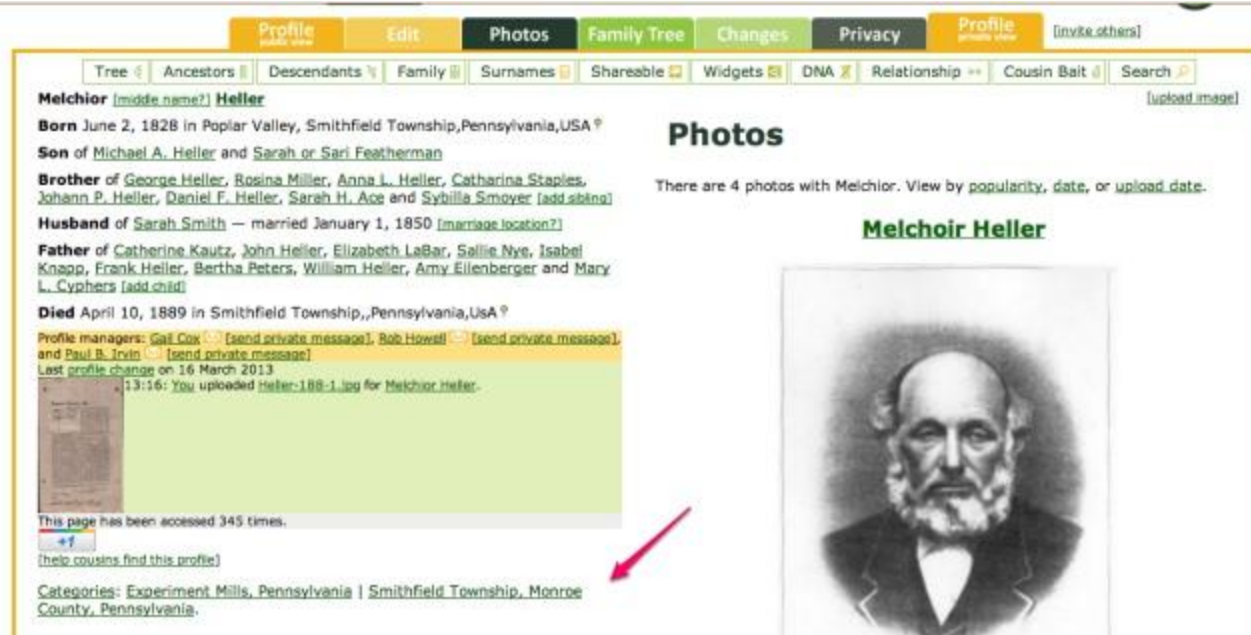 Profile
public view
Edit
Photos
Family Tree
Changes
Privacy
Profile
private view
[invite others]
Tree
Ancestors
Descendants
Family
Surnames
Shareable
Widgets
DNA
Relationship
Cousin Bait
Search
Melchior [middle name?] Heller
Born June 2, 1828 in Poplar Valley, Smithfield Township,Pennsylvania,USA
Son of Michael A. Heller and Sarah or Sari Featherman
Brother of George Heller, Rosina Miller, Anna L. Heller, Catharina Staples,
Johann P. Heller, Daniel F. Heller, Sarah H. Ace and Sybilla Smoyer [add sibling]
Husband of Sarah Smith — married January 1, 1850 [marriage location?]
Father of Catherine Kautz, John Heller, Elizabeth LaBar, Sallie Nye, Isabel
Knapp, Frank Heller, Bertha Peters, William Heller, Amy Eilenberger and Mary
L. Cyphers [add child]
Died April 10, 1889 in Smithfield Township,,Pennsylvania,UsA
Profile managers: Gail Cox [send private message], Rob Howell [send private message],
and Paul B. Irvin [send private message]
Last profile change on 16 March 2013
13:16: You uploaded Heller-188-1.jpg for Melchior Heller.
This page has been accessed 345 times.
+1
[help cousins find this profile]
Categories: Experiment Mills, Pennsylvania | Smithfield Township, Monroe
County, Pennsylvania.
[upload image]
Photos
There are 4 photos with Melchior. View by popularity, date, or upload date.
Melchoir Heller